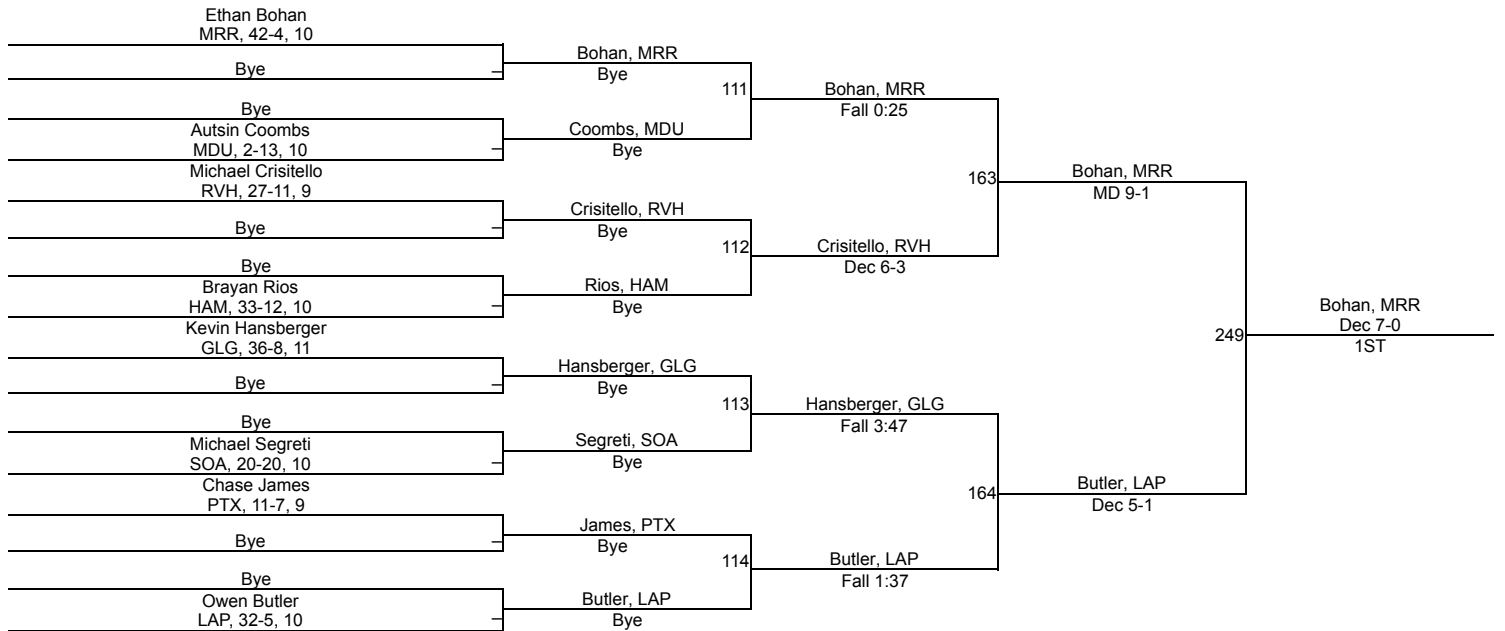 Ethan Bohan
MRR, 42-4, 10
Bye
Bye
Autsin Coombs
MDU, 2-13, 10
Michael Crisitello
RVH, 27-11, 9
Bye
Bye
Brayan Rios
HAM, 33-12, 10
Kevin Hansberger
GLG, 36-8, 11
Bye
Bye
Michael Segreti
SOA, 20-20, 10
Chase James
PTX, 11-7, 9
Bye
Bye
Owen Butler
LAP, 32-5, 10
Bohan, MRR
Bye
111
Coombs, MDU
Bye
Crisitello, RVH
Bye
112
Rios, HAM
Bye
Hansberger, GLG
Bye
113
Segreti, SOA
Bye
James, PTX
Bye
114
Butler, LAP
Bye
Bohan, MRR
Fall 0:25
163
Crisitello, RVH
Dec 6-3
Hansberger, GLG
Fall 3:47
164
Butler, LAP
Fall 1:37
Bohan, MRR
MD 9-1
249
Butler, LAP
Dec 5-1
Bohan, MRR
Dec 7-0
1ST